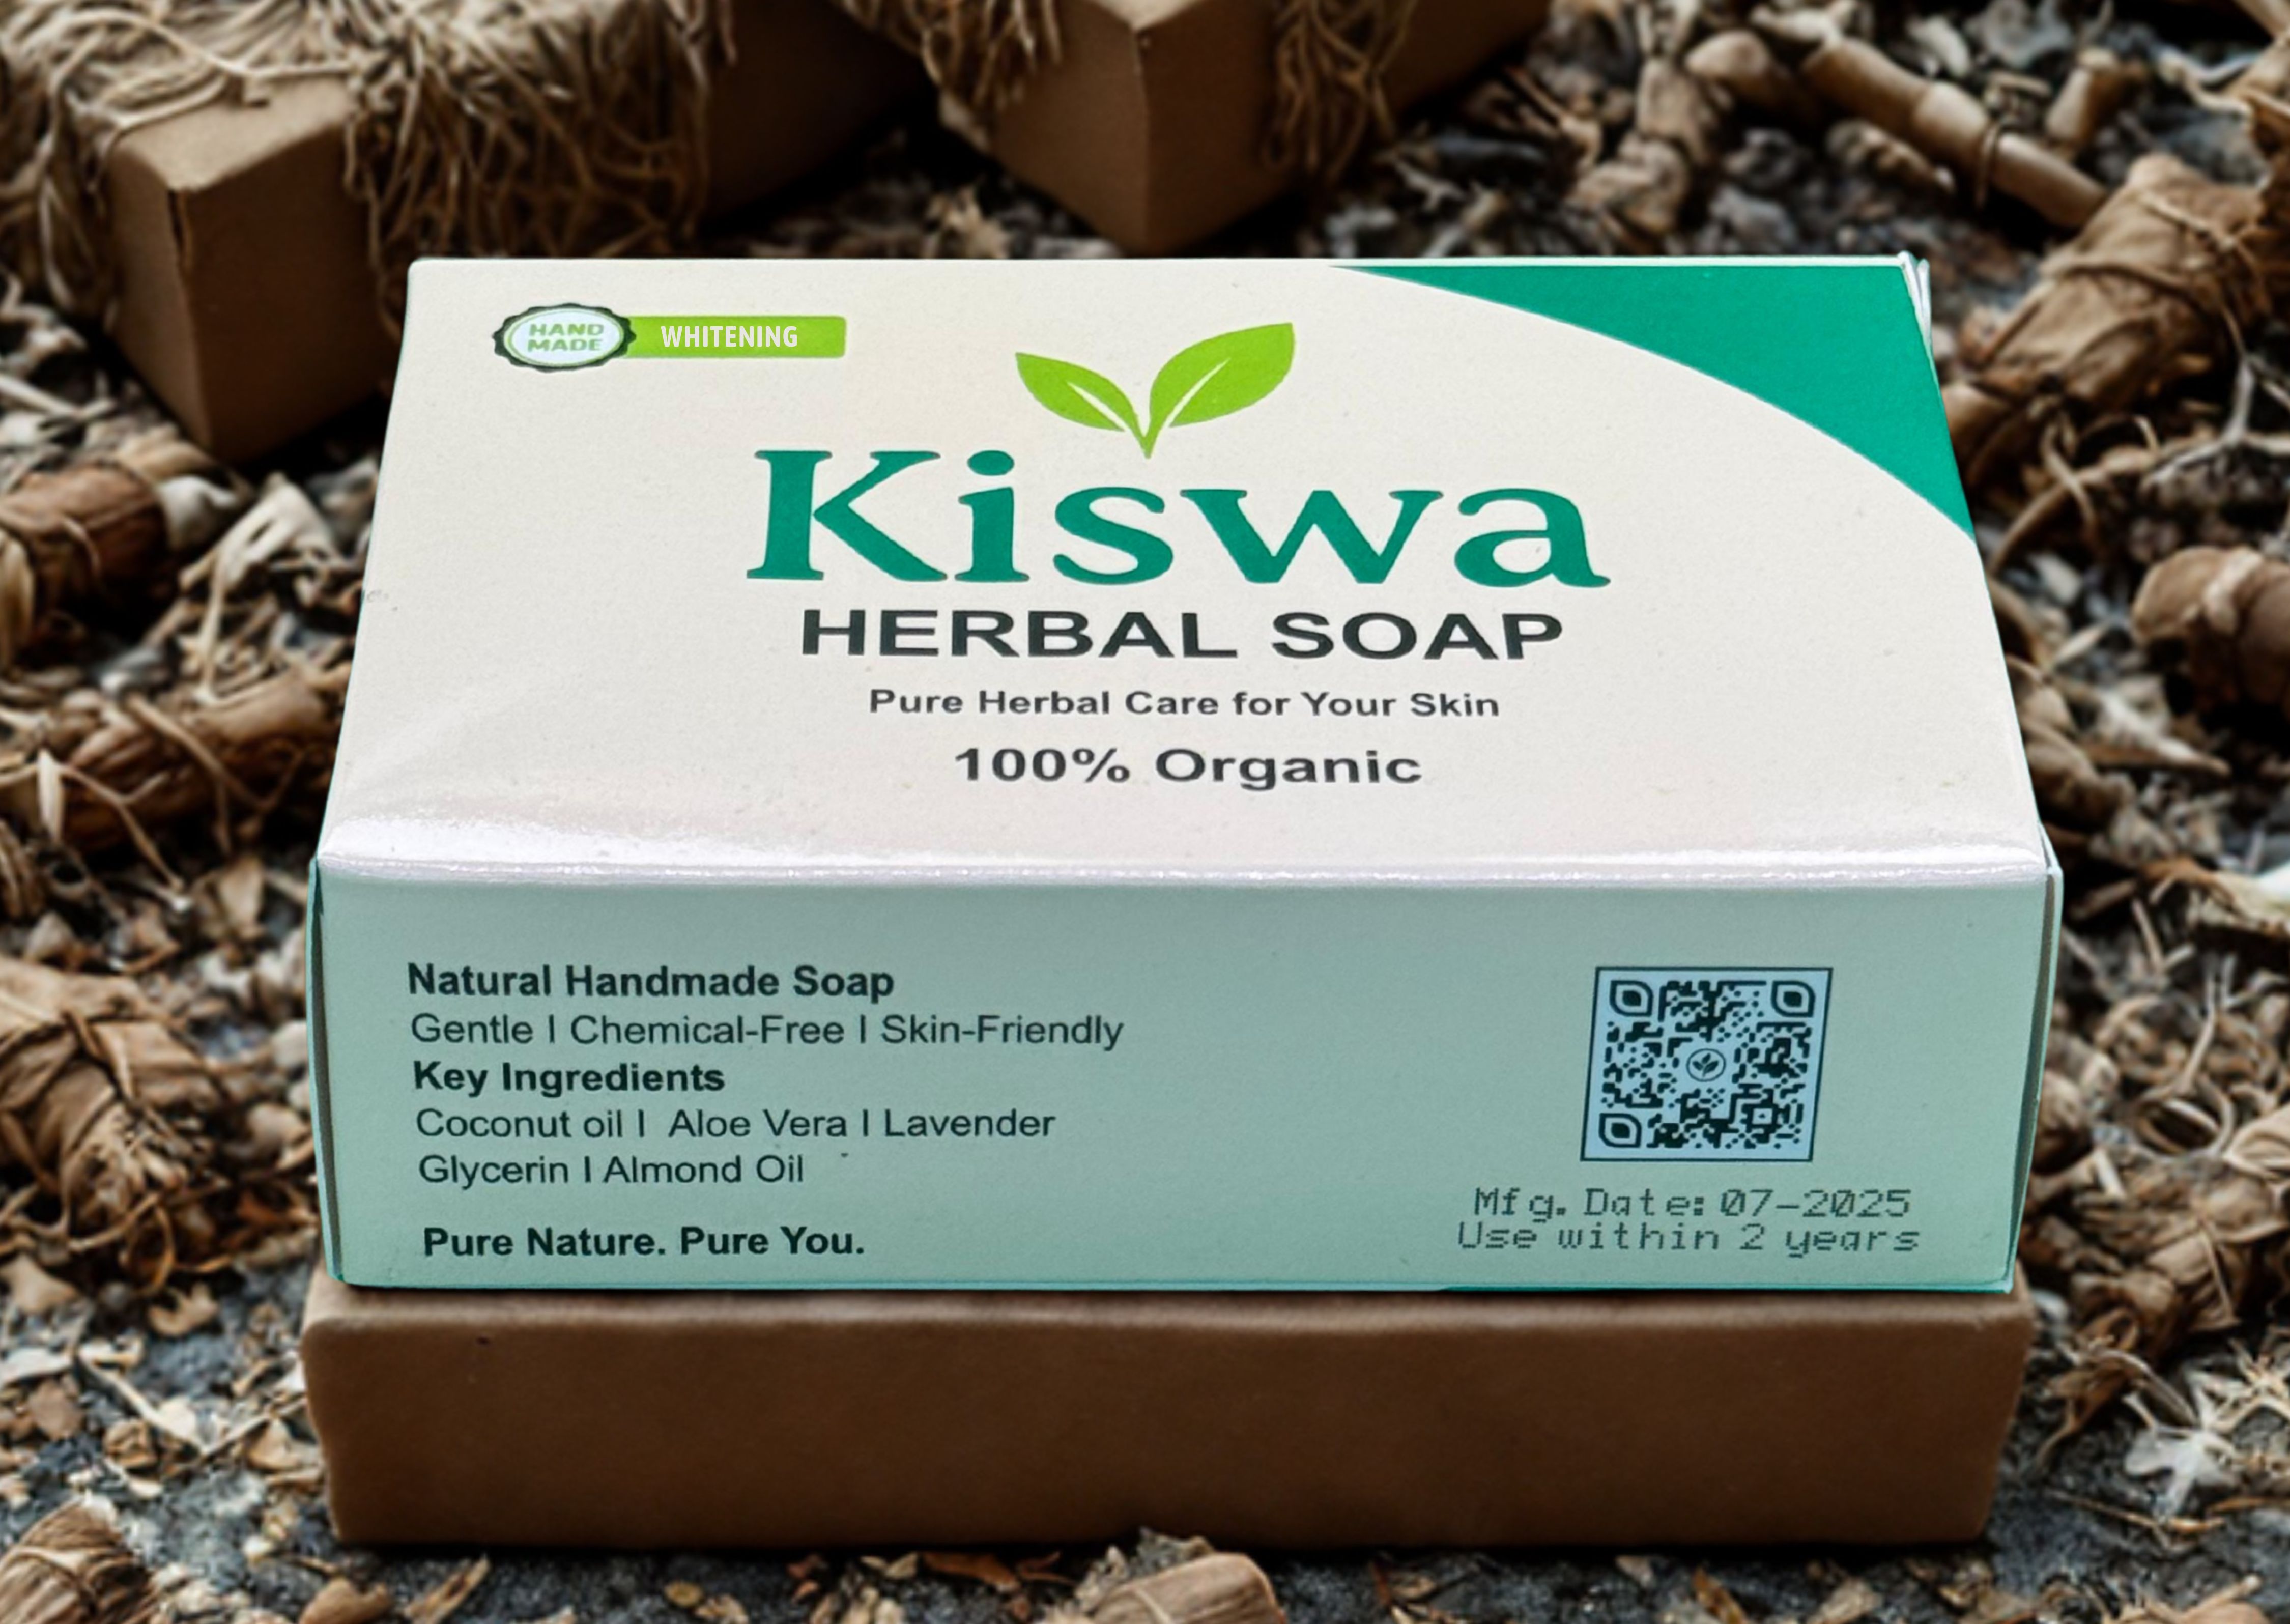 HAND
MADE
WHITENING
Kiswa
HERBAL SOAP
Pure Herbal Care for Your Skin
100% Organic
Natural Handmade Soap
Gentle | Chemical-Free | Skin-Friendly
Key Ingredients
Coconut oil | Aloe Vera | Lavender
Glycerin | Almond Oil
Pure Nature. Pure You.
Mfg. Date: 07-2025
Use within 2 years